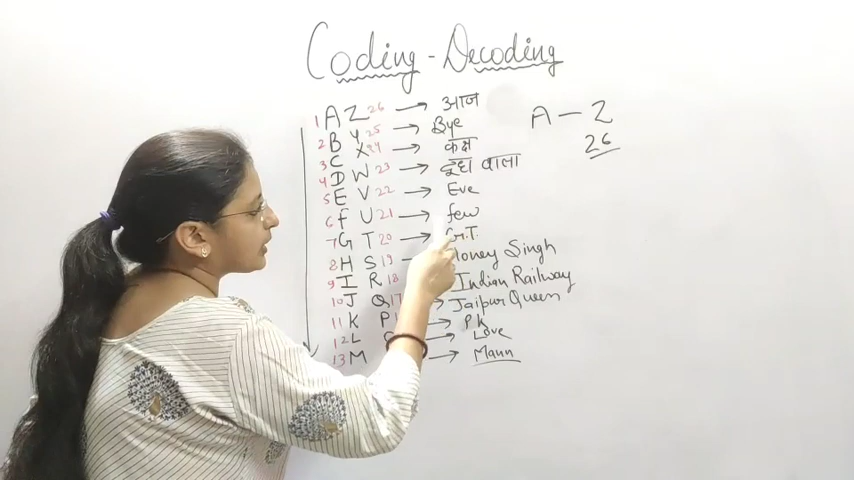 Coding - Decoding
1 A Z 26 → आज
A - Z
2 B Y 25 → Bye
26
3 C X 24 → कक्ष
4 D W 23 → दूध वाला
5 E V 22 → Eve
6 F U 21 → few
7 G T 20 → G.T.
8 H S 19 Honey Singh
9 I R 18 Indian Railway
10 J Q 17 → Jaipur Queen
11 K P → PK
12 L → Love
13 M → Mann